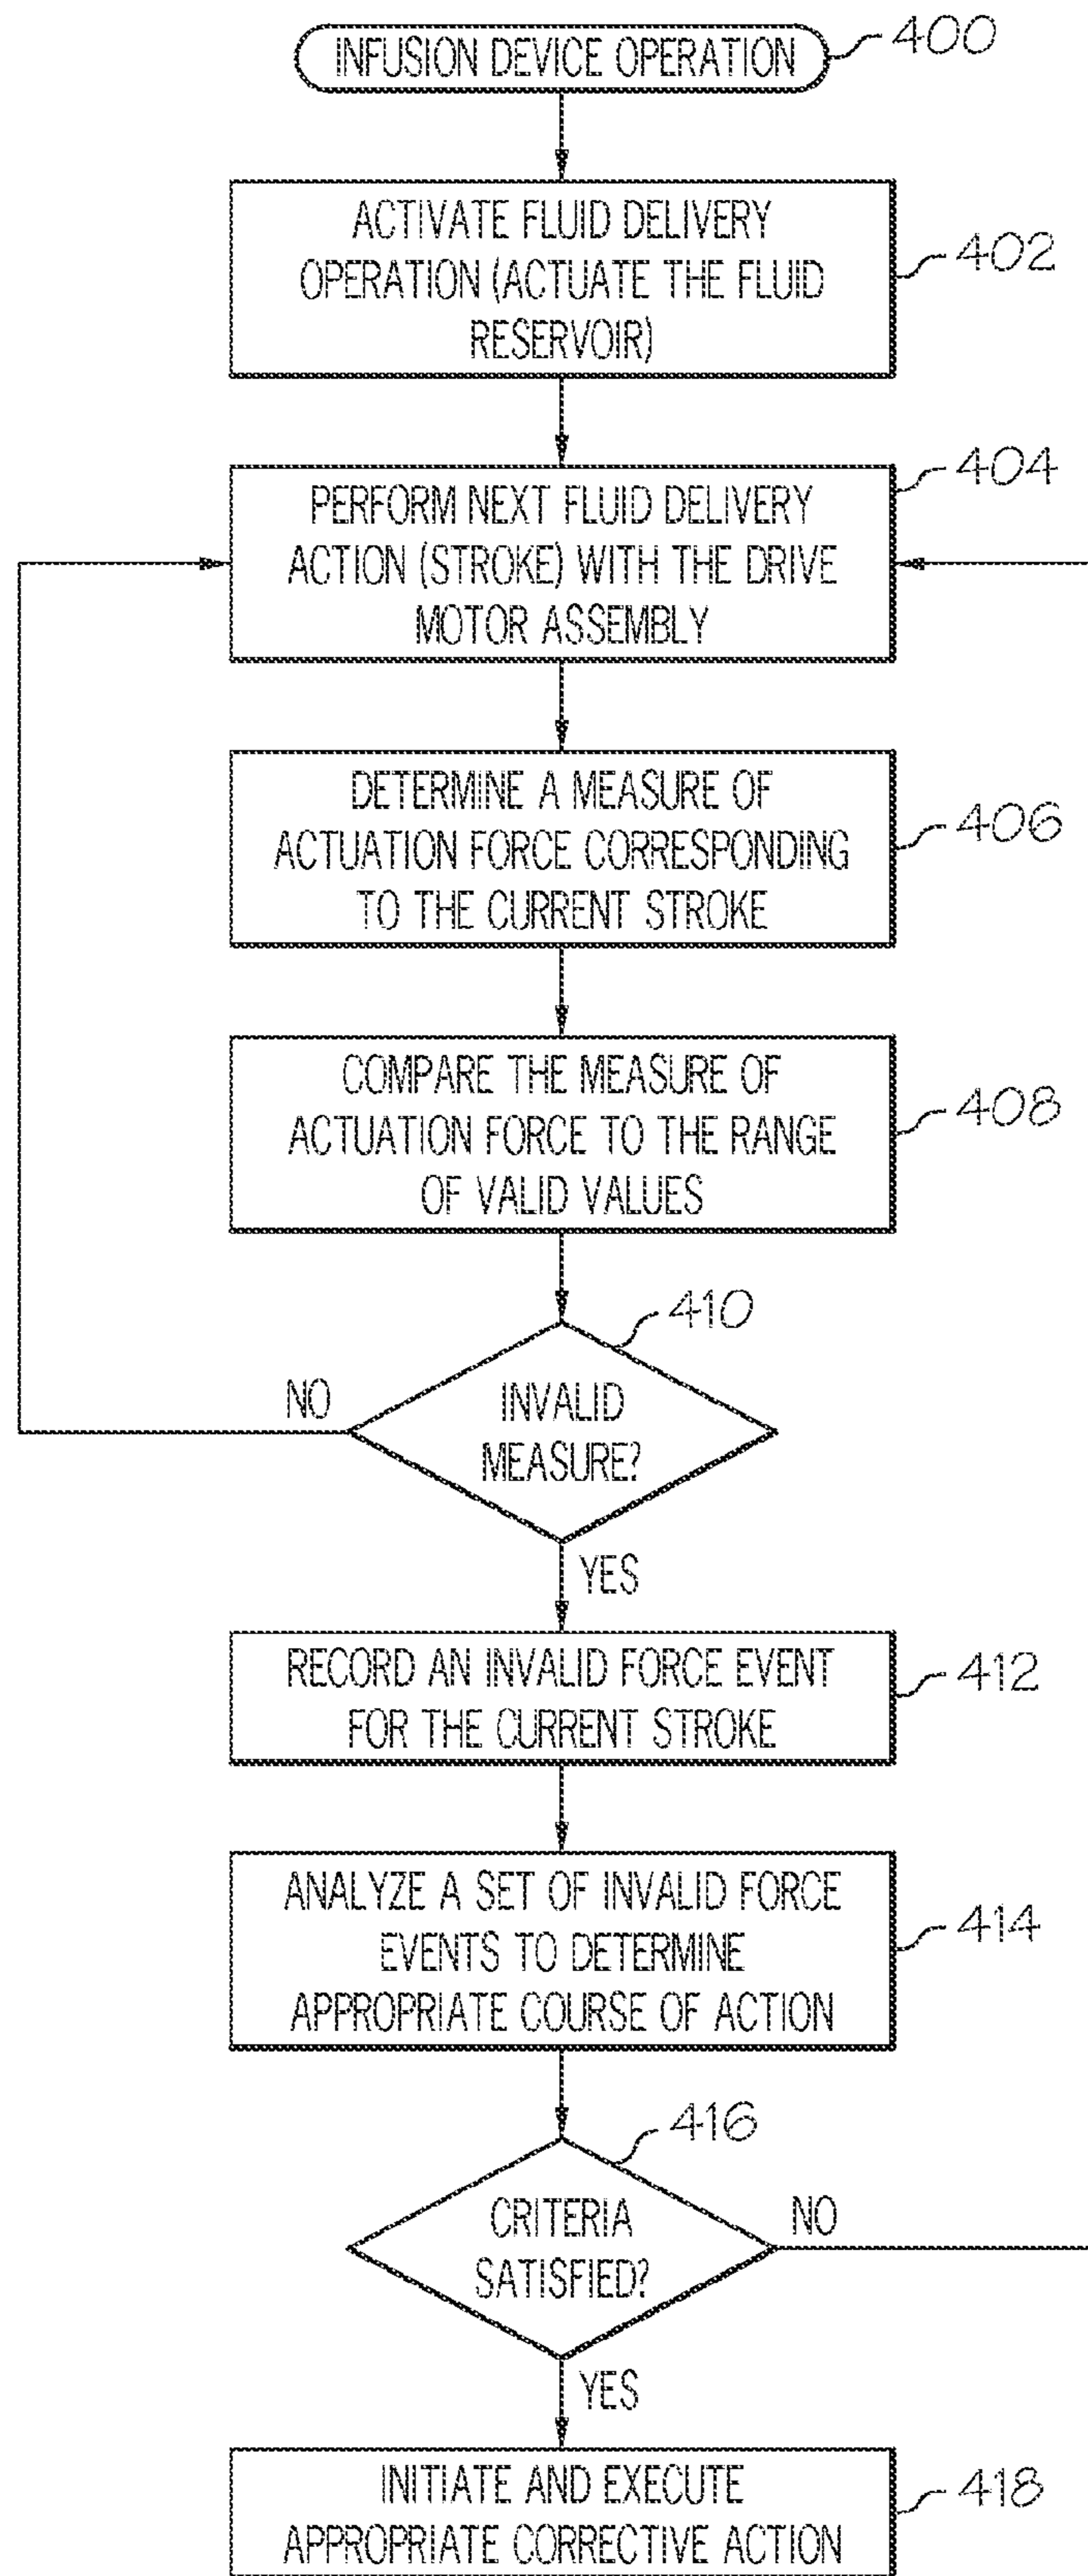 INFUSION DEVICE OPERATION
400
ACTIVATE FLUID DELIVERY
OPERATION (ACTUATE THE FLUID
RESERVOIR)
402
PERFORM NEXT FLUID DELIVERY
ACTION (STROKE) WITH THE DRIVE
MOTOR ASSEMBLY
404
DETERMINE A MEASURE OF
ACTUATION FORCE CORRESPONDING
TO THE CURRENT STROKE
406
COMPARE THE MEASURE OF
ACTUATION FORCE TO THE RANGE
OF VALID VALUES
408
410
INVALID
MEASURE?
NO
YES
RECORD AN INVALID FORCE EVENT
FOR THE CURRENT STROKE
412
ANALYZE A SET OF INVALID FORCE
EVENTS TO DETERMINE
APPROPRIATE COURSE OF ACTION
414
416
CRITERIA
SATISFIED?
NO
YES
INITIATE AND EXECUTE
APPROPRIATE CORRECTIVE ACTION
418